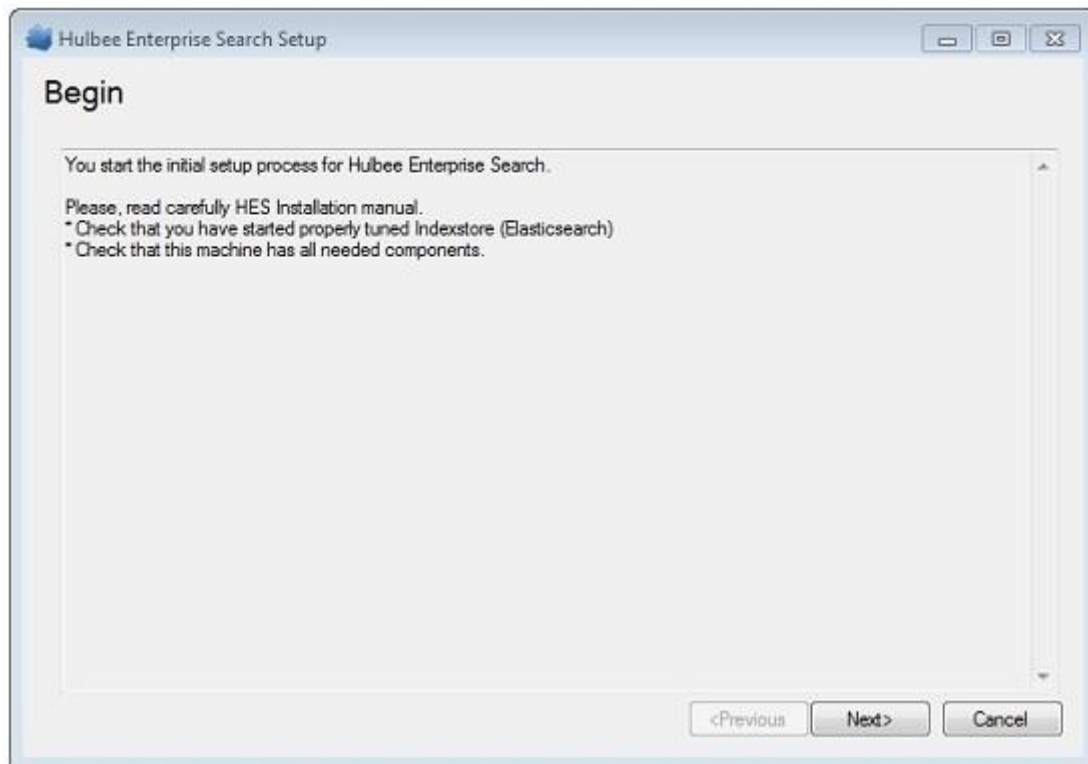 Hulbee Enterprise Search Setup
Begin
You start the initial setup process for Hulbee Enterprise Search.
Please, read carefully HES Installation manual.
* Check that you have started properly tuned Indexstore (Elasticsearch)
* Check that this machine has all needed components.
<Previous Next> Cancel